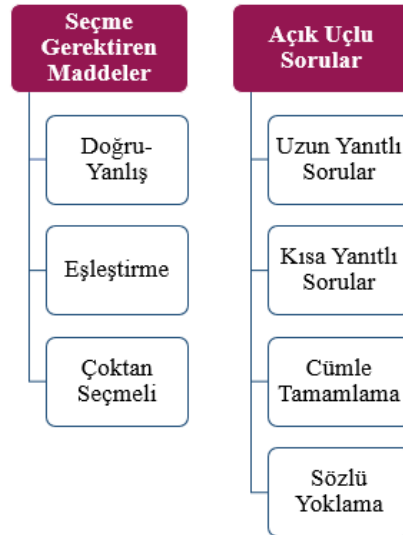 Seçme
Gerektiren
Maddeler
Doğru-
Yanlış
Eşleştirme
Çoktan
Seçmeli
Açık Uçlu
Sorular
Uzun Yanıtlı
Sorular
Kısa Yanıtlı
Sorular
Cümle
Tamamlama
Sözlü
Yoklama